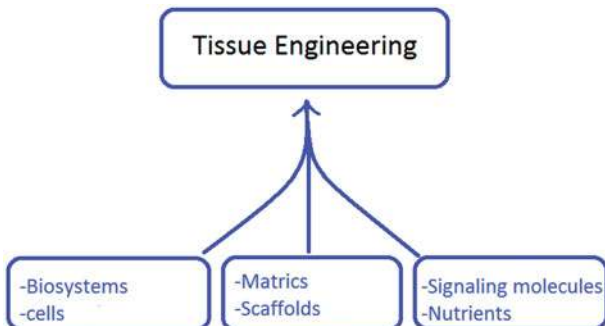 Tissue Engineering
-Biosystems
-cells
-Matrics
-Scaffolds
-Signaling molecules
-Nutrients